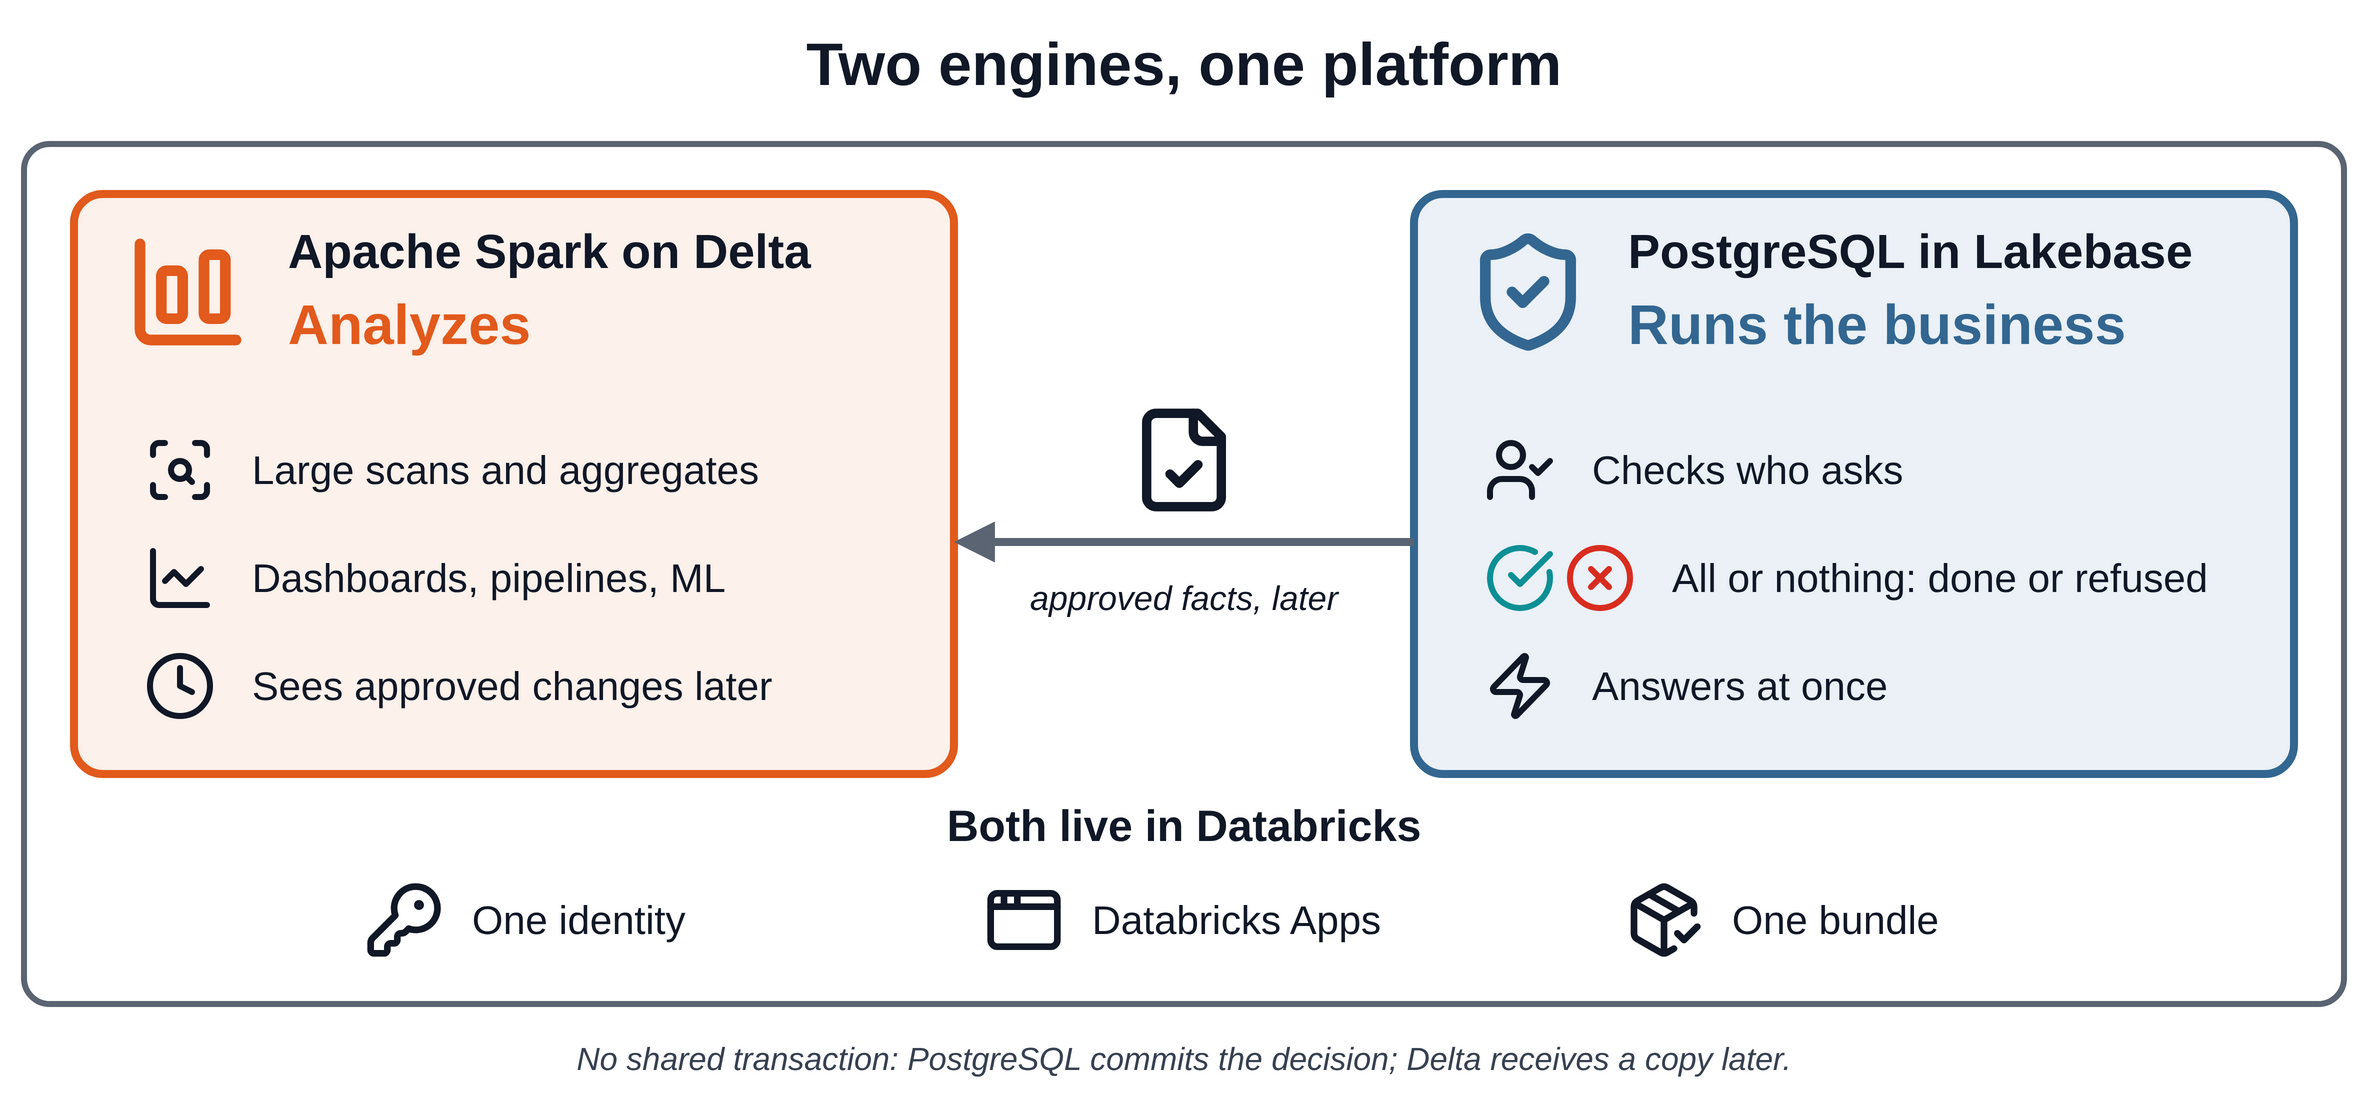 Two engines, one platform
Apache Spark on Delta
Analyzes
Large scans and aggregates
Dashboards, pipelines, ML
Sees approved changes later
approved facts, later
PostgreSQL in Lakebase
Runs the business
Checks who asks
All or nothing: done or refused
Answers at once
Both live in Databricks
One identity
Databricks Apps
One bundle
No shared transaction: PostgreSQL commits the decision; Delta receives a copy later.